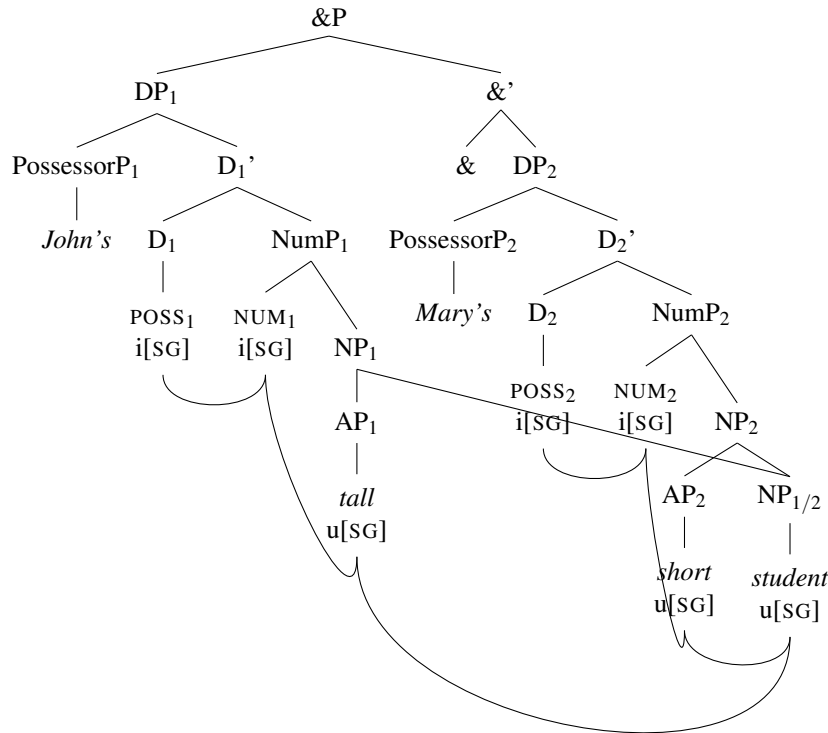 &P
DP₁ &’
PossessorP₁ D₁’ & DP₂
John’s D₁ NumP₁ PossessorP₂ D₂’
POSS₁ NUM₁ NP₁ Mary’s D₂ NumP₂
i[SG] i[SG]
AP₁ POSS₂ NUM₂ NP₂
i[SG] i[SG]
tall AP₂ NP₁/₂
u[SG]
short student
u[SG] u[SG]